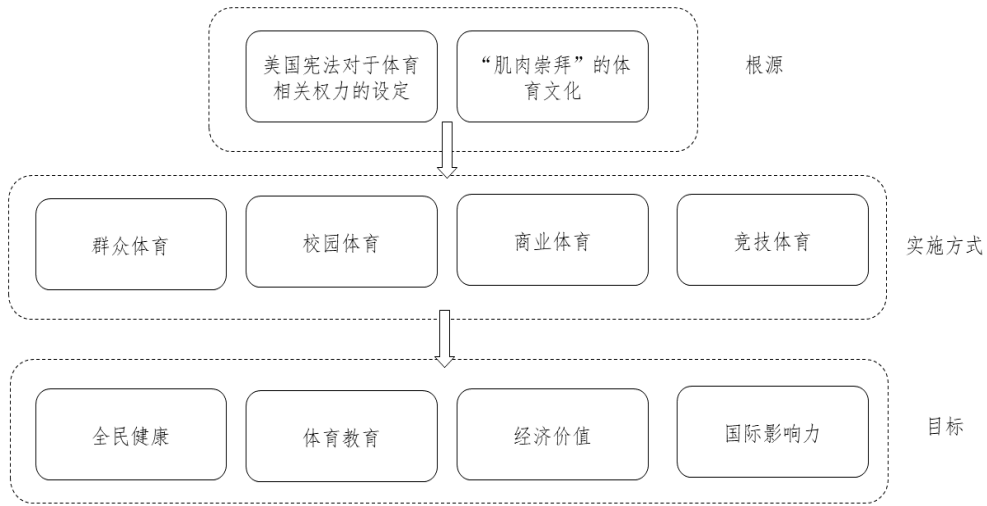 美国宪法对于体育
相关权力的设定
“肌肉崇拜”的体
育文化
根源
群众体育
校园体育
商业体育
竞技体育
实施方式
全民健康
体育教育
经济价值
国际影响力
目标